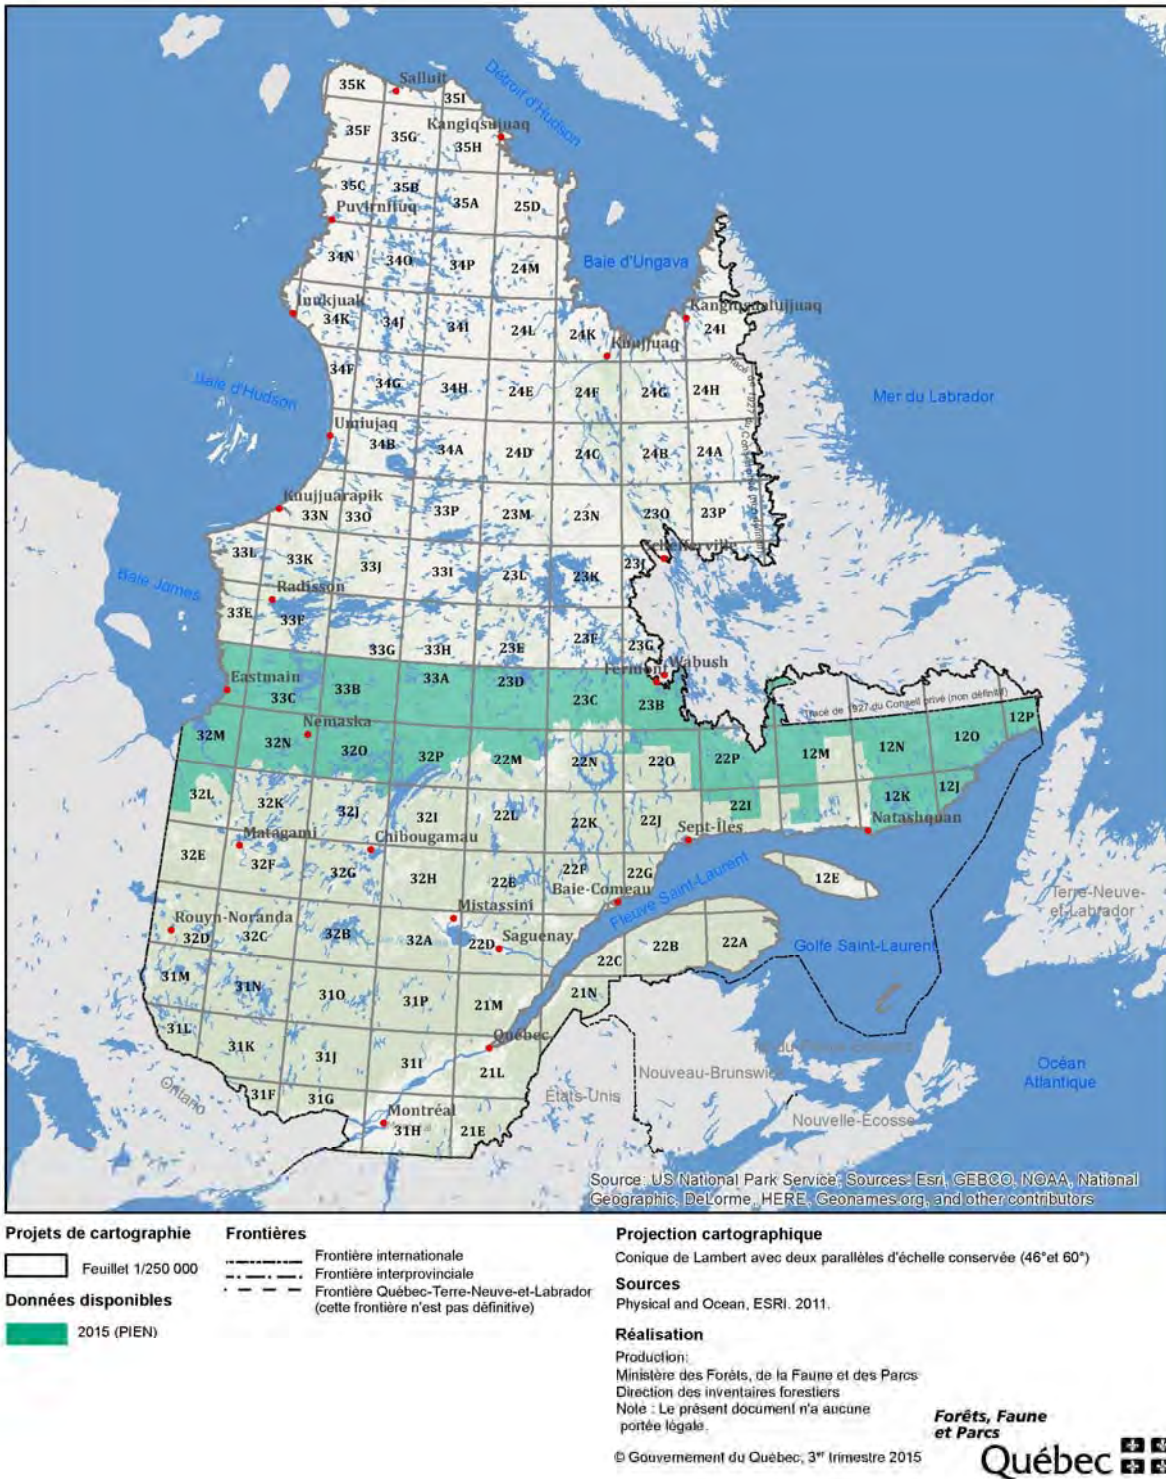 35K
Salluit
35I
Détroit d'Hudson
35F
35G
Kangiqsujuaq
35H
35C
35B
35A
25D
Puvirnituq
34N
34O
34P
24M
Baie d'Ungava
Inukjuak
34K
34J
34I
24L
24K
Kangiqsualujjuaq
24I
Kuujjuaq
34F
34G
34H
24E
24F
24G
24H
Baie d'Hudson
Mer du Labrador
Umiujaq
34B
34A
24D
24C
24B
24A
Kuujjuarapik
33N
33O
33P
23M
23N
23O
23P
33L
33K
33J
33I
23L
23K
23J
Schefferville
Baie James
Radisson
33E
33F
33G
33H
23E
23F
23G
Wabush
Fermont
Eastmain
33C
33B
33A
23D
23C
23B
Tracé de 1927 du Conseil privé (non définitif)
Nemaska
32M
32N
32O
32P
22M
22N
22O
22P
12M
12N
12O
12P
32L
32K
32J
32I
22L
22K
22J
22I
12K
12J
Natashquan
Sept-Îles
Matagami
Chibougamau
32E
32F
32G
32H
22E
22F
22G
12E
Baie-Comeau
Fleuve Saint-Laurent
Mistassini
Terre-Neuve-
et-Labrador
Rouyn-Noranda
32D
32C
32B
32A
22D
Saguenay
22C
22B
22A
Golfe Saint-Laurent
31M
31N
31O
31P
21M
21N
31L
31K
31J
31I
Québec
21L
Nouveau-Brunswick
Océan
Atlantique
Ontario
31F
31G
Montréal
31H
21E
États-Unis
Nouvelle-Écosse
Source: US National Park Service; Sources: Esri, GEBCO, NOAA, National
Geographic, DeLorme, HERE, Geonames.org, and other contributors
Projets de cartographie
Feuillet 1/250 000
Données disponibles
2015 (PIEN)
Frontières
Frontière internationale
Frontière interprovinciale
Frontière Québec-Terre-Neuve-et-Labrador
(cette frontière n'est pas définitive)
Projection cartographique
Conique de Lambert avec deux parallèles d'échelle conservée (46°et 60°)
Sources
Physical and Ocean, ESRI. 2011.
Réalisation
Production:
Ministère des Forêts, de la Faune et des Parcs
Direction des inventaires forestiers
Note : Le présent document n'a aucune
portée légale.
© Gouvernement du Québec, 3er trimestre 2015
Forêts, Faune
et Parcs
Québec